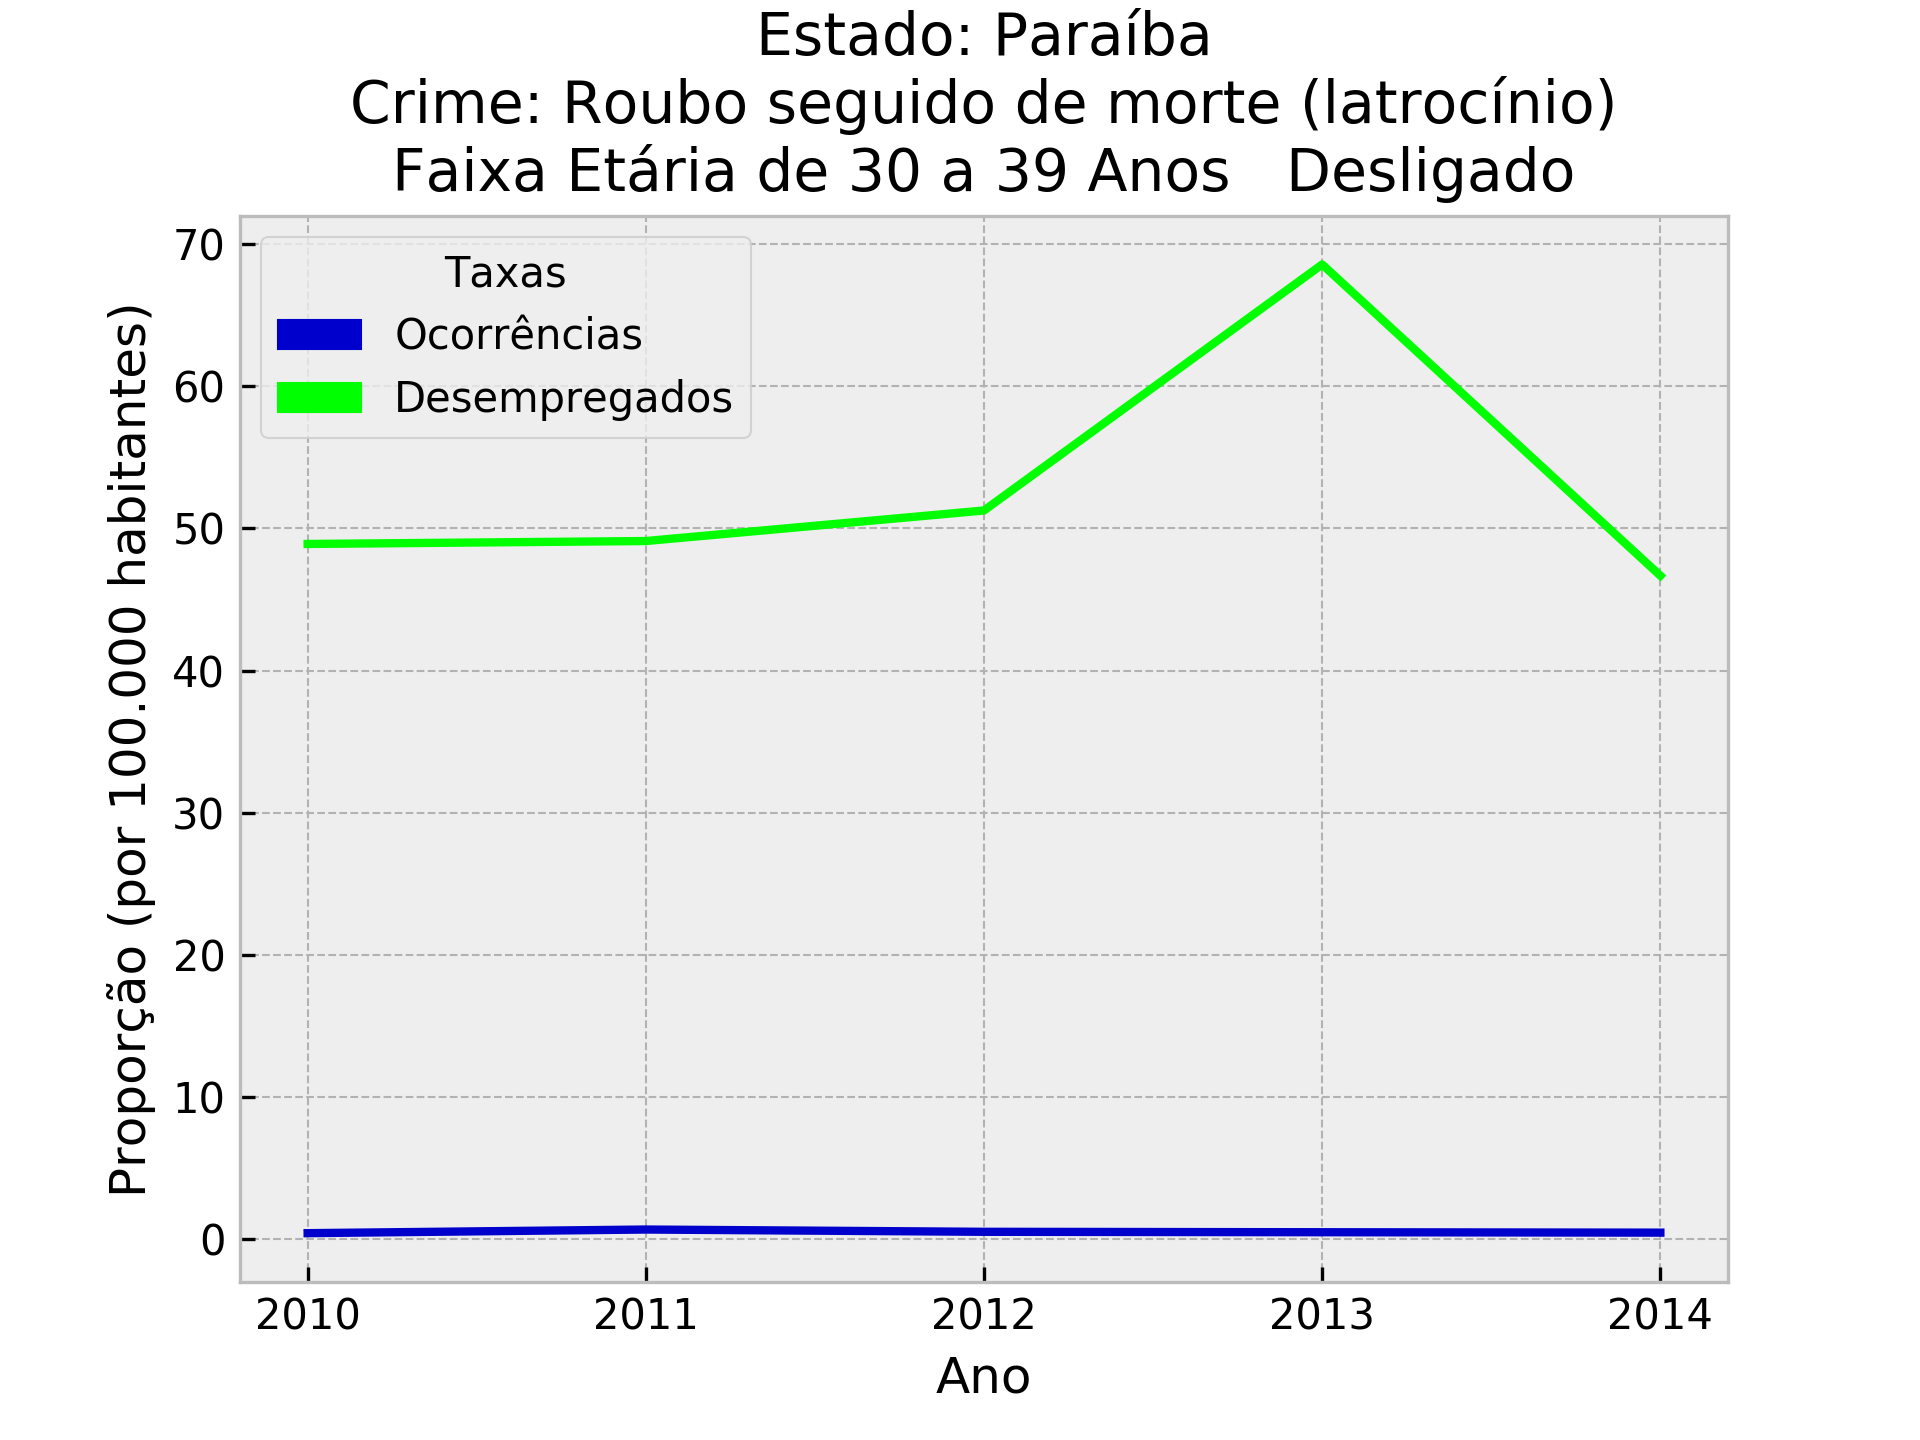 Estado: Paraíba
Crime: Roubo seguido de morte (latrocínio)
Faixa Etária de 30 a 39 Anos   Desligado
Proporção (por 100.000 habitantes)
70
60
50
40
30
20
10
0
Taxas
Ocorrências
Desempregados
2010 2011 2012 2013 2014
Ano